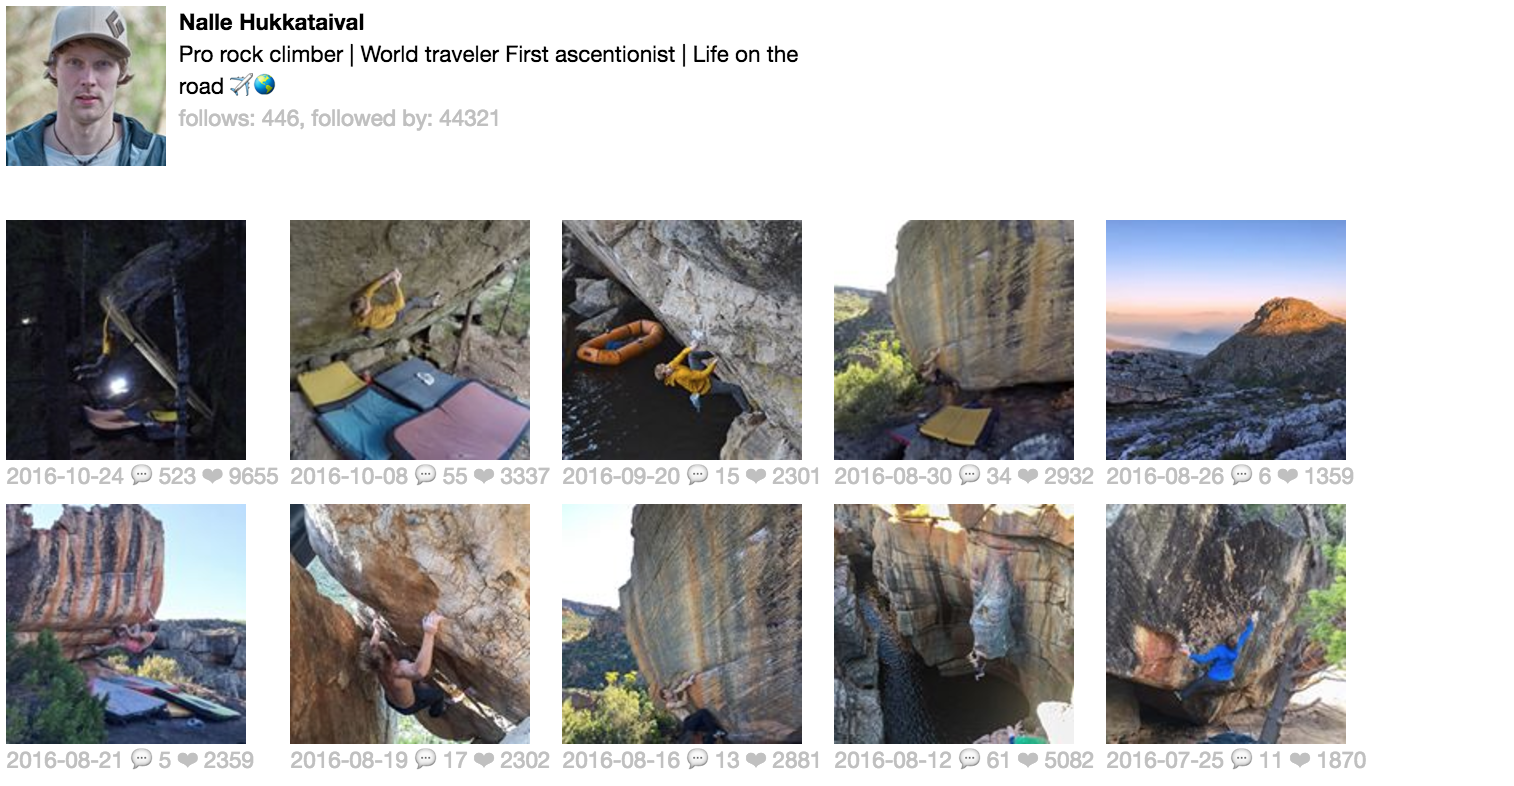 Nalle Hukkataival
Pro rock climber | World traveler First ascentionist | Life on the
road ✈️🌎
follows: 446, followed by: 44321
2016-10-24 💬 523 ❤ 9655
2016-10-08 💬 55 ❤ 3337
2016-09-20 💬 15 ❤ 2301
2016-08-30 💬 34 ❤ 2932
2016-08-26 💬 6 ❤ 1359
2016-08-21 💬 5 ❤ 2359
2016-08-19 💬 17 ❤ 2302
2016-08-16 💬 13 ❤ 2881
2016-08-12 💬 61 ❤ 5082
2016-07-25 💬 11 ❤ 1870